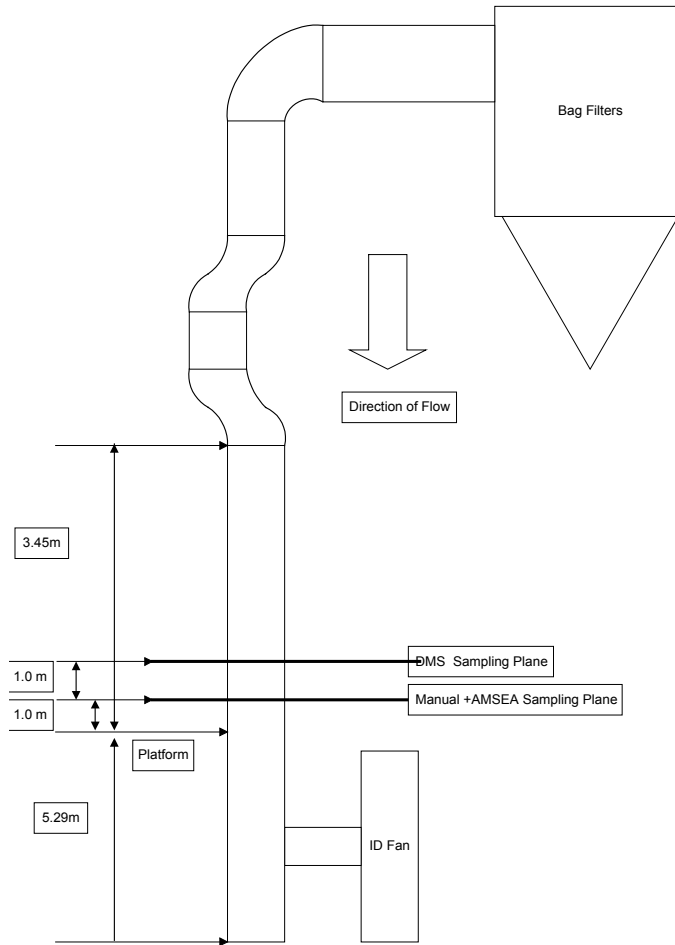 Bag Filters
Direction of Flow
3.45m
DMS  Sampling Plane
1.0 m
Manual +AMSEA Sampling Plane
1.0 m
Platform
5.29m
ID Fan